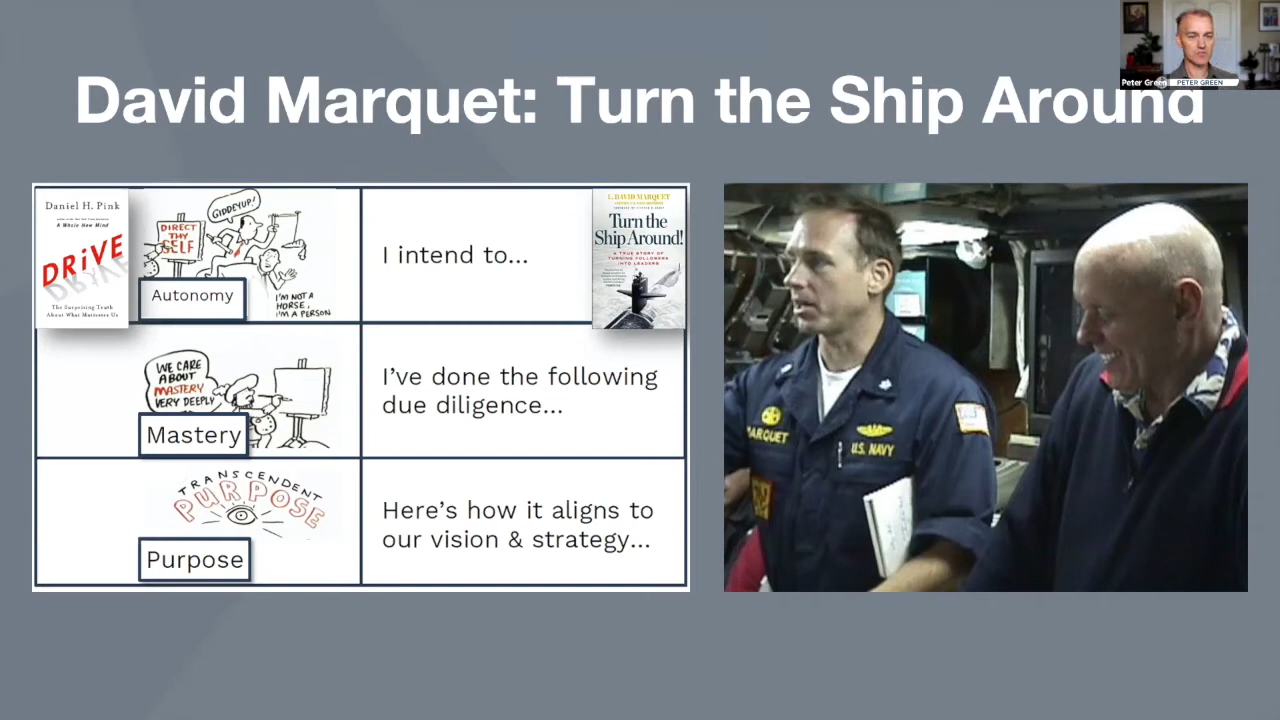 David Marquet: Turn the Ship Around
Peter Green
PETER GREEN
Daniel H. Pink
A Whole New Mind
DRiVE
The Surprising Truth
About What Motivates Us
GIDDEYUP!
DIRECT
THY
SELF
I'M NOT A
HORSE,
I'M A PERSON
Autonomy
I intend to...
L. DAVID MARQUET
Turn the
Ship Around!
A TRUE STORY OF
TURNING FOLLOWERS
INTO LEADERS
WE CARE
ABOUT
MASTERY
VERY DEEPLY
Mastery
I've done the following
due diligence...
TRANSCENDENT
PURPOSE
Purpose
Here's how it aligns to
our vision & strategy...
MARQUET
U.S. NAVY